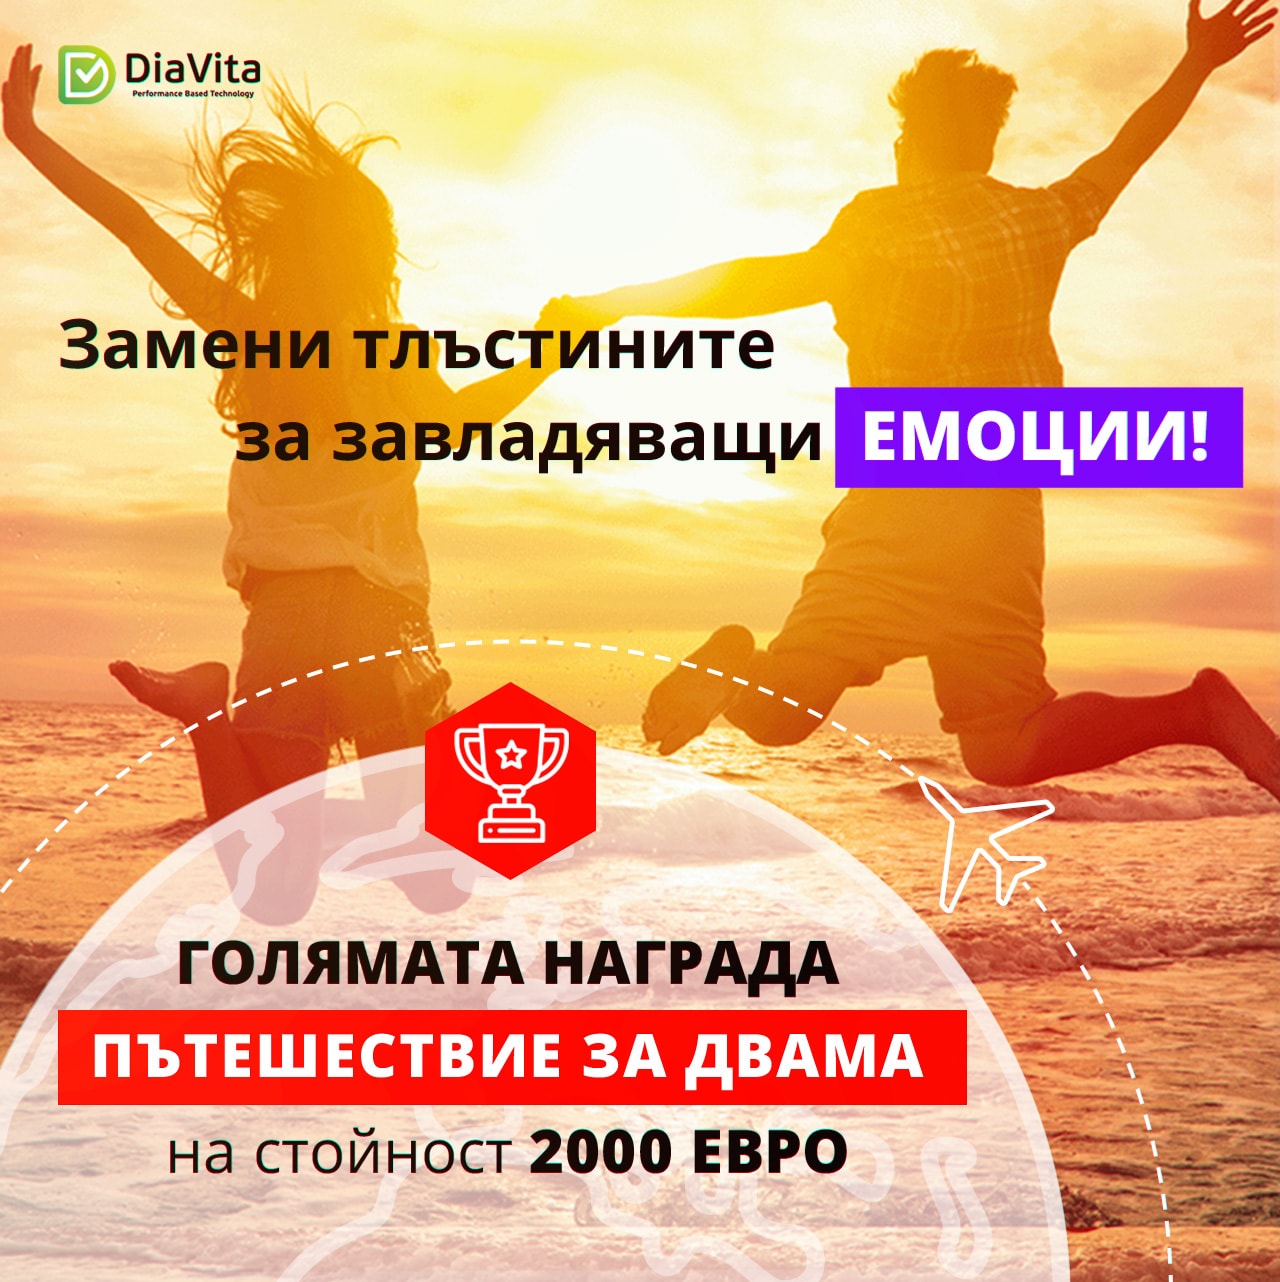 DiaVita
Performance Based Technology
Замени тлъстините
за завладяващи ЕМОЦИИ!
ГОЛЯМАТА НАГРАДА
ПЪТЕШЕСТВИЕ ЗА ДВАМА
на стойност 2000 ЕВРО